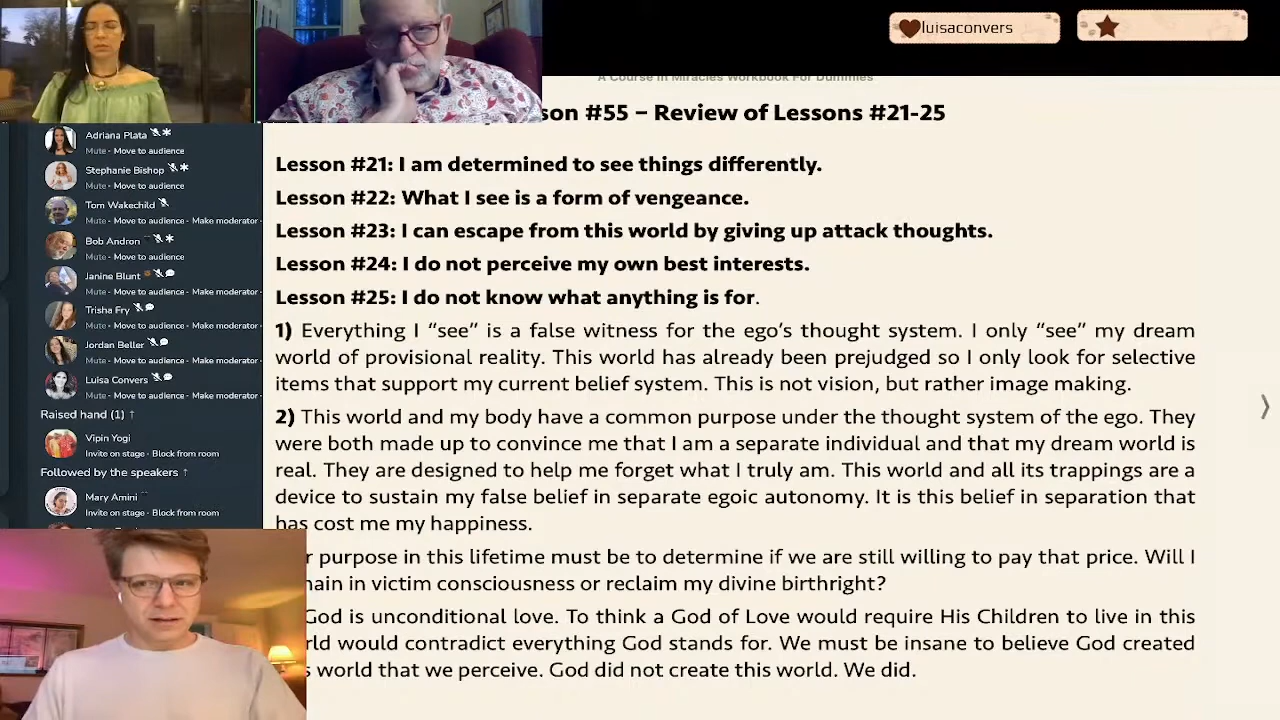 luisaconvers
A Course in Miracles Workbook For Dummies
son #55 – Review of Lessons #21-25
Adriana Plata
Mute • Move to audience
Stephanie Bishop
Mute • Move to audience
Tom Wakechild
Mute • Move to audience • Make moderator •
Bob Andron
Mute • Move to audience
Janine Blunt
Mute • Move to audience • Make moderator •
Trisha Fry
Mute • Move to audience • Make moderator •
Jordan Beller
Mute • Move to audience • Make moderator •
Luisa Convers
Mute • Move to audience • Make moderator •
Raised hand (1) ↑
Vipin Yogi
Invite on stage • Block from room
Followed by the speakers ↑
Mary Amini
Invite on stage • Block from room
Lesson #21: I am determined to see things differently.
Lesson #22: What I see is a form of vengeance.
Lesson #23: I can escape from this world by giving up attack thoughts.
Lesson #24: I do not perceive my own best interests.
Lesson #25: I do not know what anything is for.
1) Everything I “see” is a false witness for the ego’s thought system. I only “see” my dream
world of provisional reality. This world has already been prejudged so I only look for selective
items that support my current belief system. This is not vision, but rather image making.
2) This world and my body have a common purpose under the thought system of the ego. They
were both made up to convince me that I am a separate individual and that my dream world is
real. They are designed to help me forget what I truly am. This world and all its trappings are a
device to sustain my false belief in separate egoic autonomy. It is this belief in separation that
has cost me my happiness.
r purpose in this lifetime must be to determine if we are still willing to pay that price. Will I
main in victim consciousness or reclaim my divine birthright?
God is unconditional love. To think a God of Love would require His Children to live in this
rld would contradict everything God stands for. We must be insane to believe God created
s world that we perceive. God did not create this world. We did.